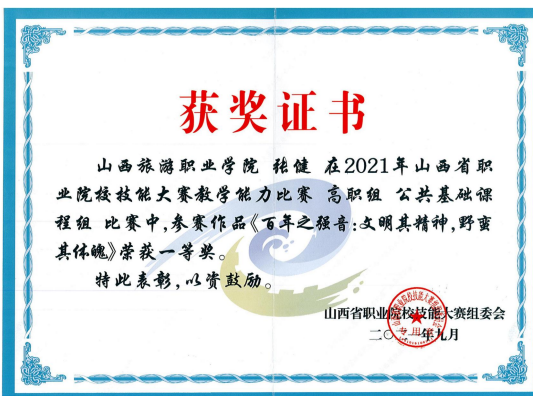 获奖证书
山西旅游职业学院 张健 在2021年山西省职
业院校技能大赛教学能力比赛 高职组 公共基础课
程组 比赛中,参赛作品《百年之强音:文明其精神,野蛮
其体魄》荣获一等奖。
特此表彰,以资鼓励。
山西省职业院校技能大赛组委会
二〇二一年九月